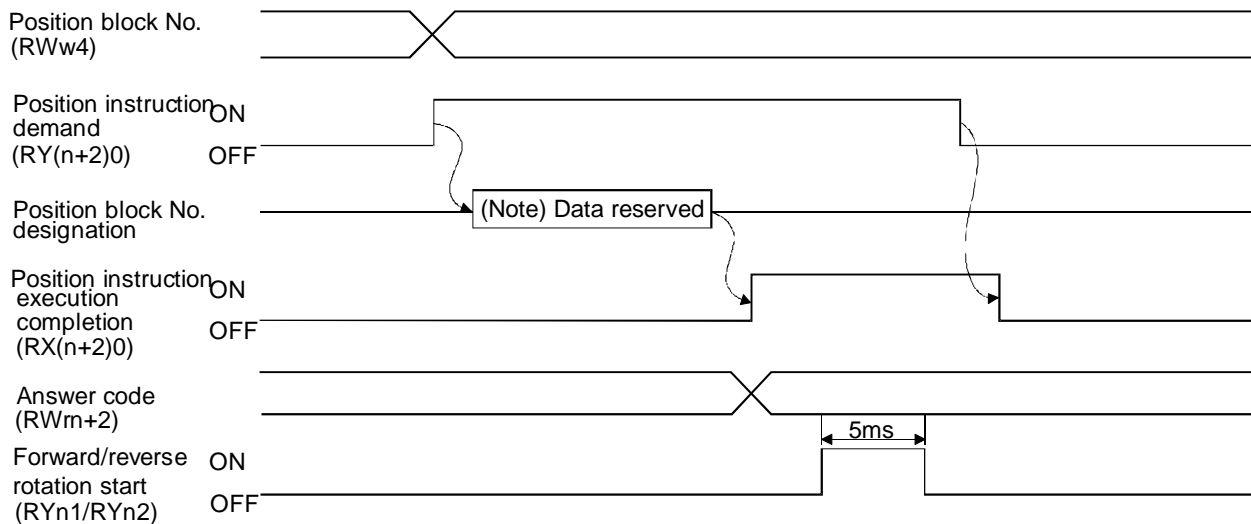 Position block No.
(RWw4)
Position instruction
demand
(RY(n+2)0)
ON
OFF
Position block No.
designation
(Note) Data reserved
Position instruction
execution
completion
(RX(n+2)0)
ON
OFF
Answer code
(RWrn+2)
5ms
Forward/reverse
rotation start
(RYn1/RYn2)
ON
OFF